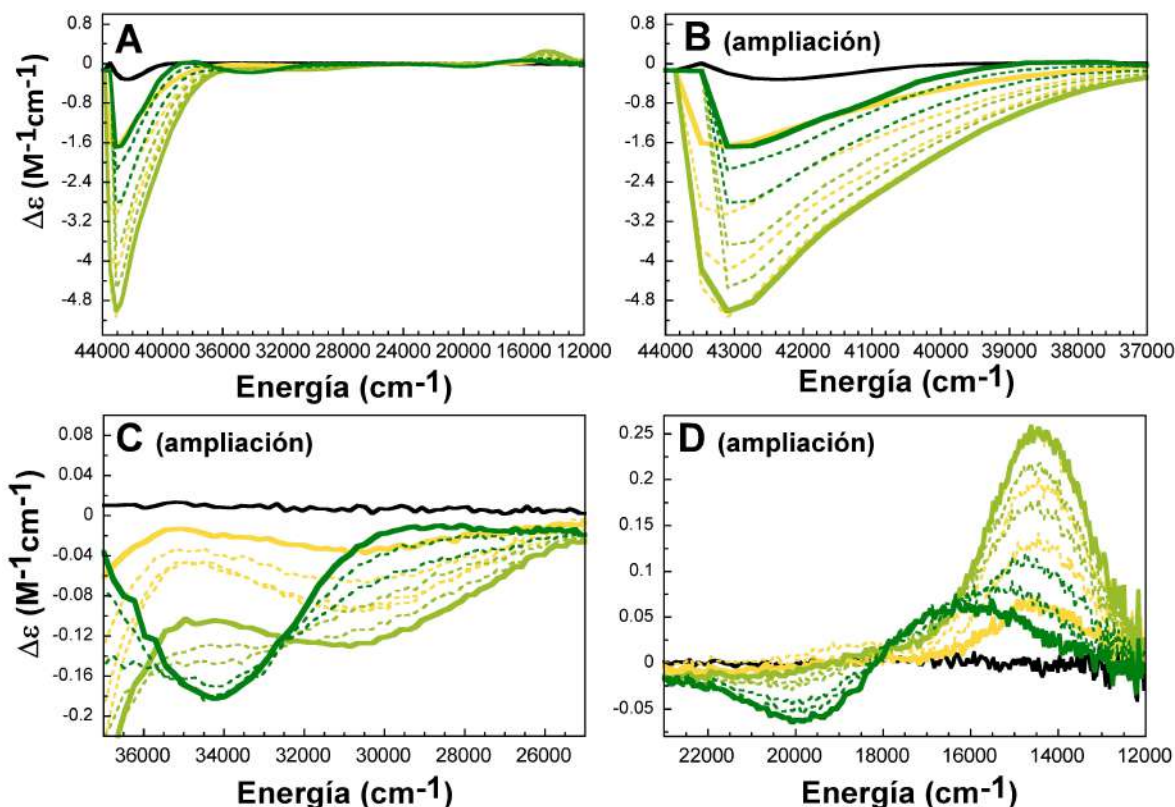 A
B (ampliación)
Δε (M-1cm-1)
0.8
0
-0.8
-1.6
-2.4
-3.2
-4
-4.8
44000 40000 36000 32000 28000 24000 20000 16000 12000
Energía (cm-1)
0.8
0
-0.8
-1.6
-2.4
-3.2
-4
-4.8
44000 43000 42000 41000 40000 39000 38000 37000
Energía (cm-1)
C (ampliación)
D (ampliación)
Δε (M-1cm-1)
0.08
0.04
0
-0.04
-0.08
-0.12
-0.16
-0.2
36000 34000 32000 30000 28000 26000
Energía (cm-1)
0.25
0.2
0.15
0.1
0.05
0
-0.05
22000 20000 18000 16000 14000 12000
Energía (cm-1)